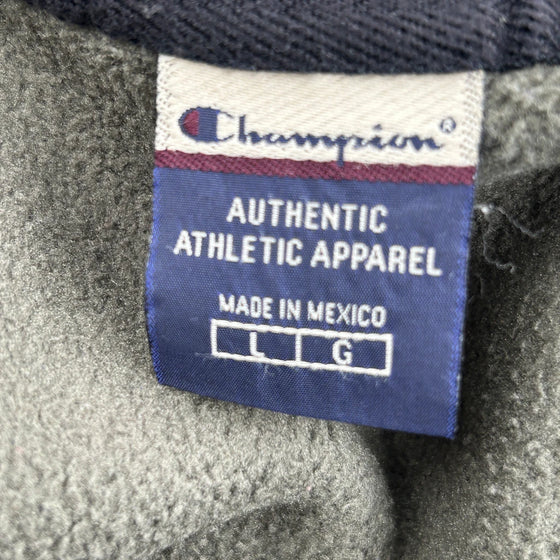 Champion®
AUTHENTIC
ATHLETIC APPAREL
MADE IN MEXICO
L G